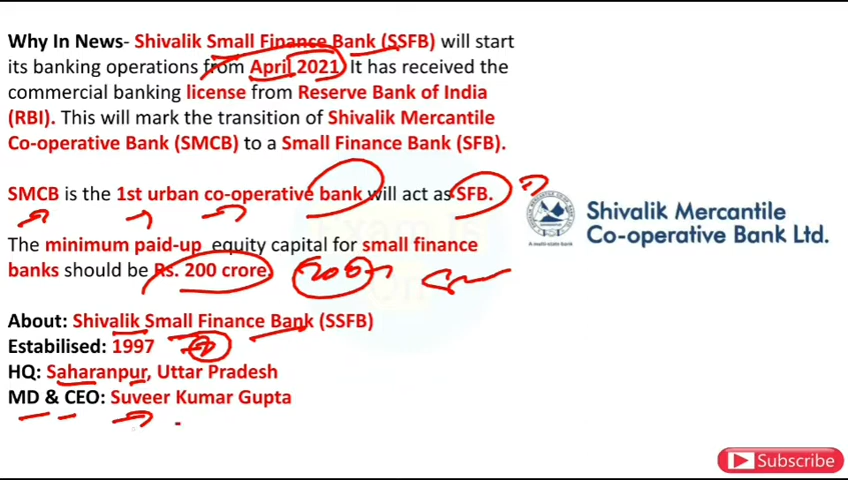 Why In News- Shivalik Small Finance Bank (SSFB) will start
its banking operations from April 2021. It has received the
commercial banking license from Reserve Bank of India
(RBI). This will mark the transition of Shivalik Mercantile
Co-operative Bank (SMCB) to a Small Finance Bank (SFB).
SMCB is the 1st urban co-operative bank will act as SFB.
The minimum paid-up equity capital for small finance
banks should be Rs. 200 crore.
About: Shivalik Small Finance Bank (SSFB)
Estabilised: 1997
HQ: Saharanpur, Uttar Pradesh
MD & CEO: Suveer Kumar Gupta
Shivalik Mercantile
Co-operative Bank Ltd.
A multi-state bank
Subscribe